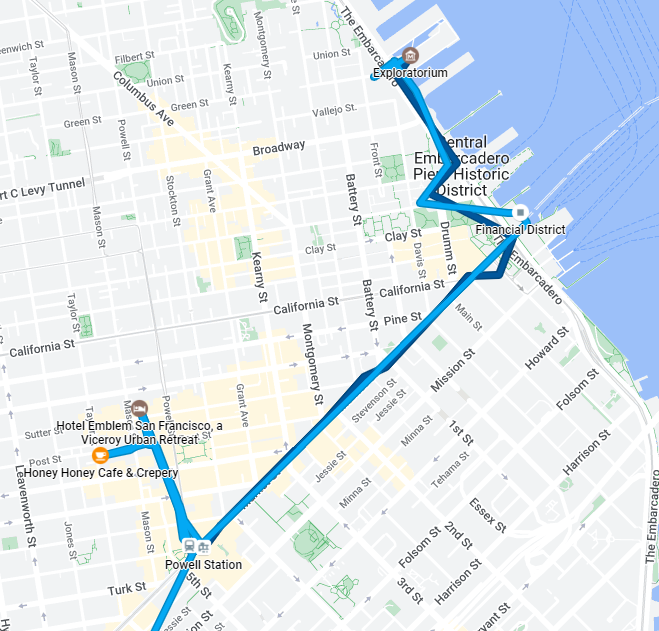 The Embarcadero
Montgomery St
Union St
Exploratorium
The Embarcadero
enwich St
Mason St
Taylor St
Filbert St
Kearny St
Union St
Columbus Ave
Green St
Vallejo St.
Green St
Powell St
Broadway
Front St
Central
Embarcadero
Piers Historic
District
rt C Levy Tunnel
Stockton St
Grant Ave
Battery St
Mason St
Financial District
Clay St
Drumm St
Davis St
Clay St
The Embarcadero
Kearny St
California St
California St
Battery St
Taylor St
Pine St
Main St
Howard St
California St
Montgomery St
Mission St
Folsom St
Grant Ave
Stevenson St
Jessie St
Hotel Emblem San Francisco, a
Viceroy Urban Retreat
Sutter St
Minna St
1st St
Harrison St
Post St
Honey Honey Cafe & Crepery
Leavenworth St
Jessie St
Tehama St
Minna St
Essex St
Jones St
Mason St
2nd St
Folsom St
The Embarcadero
Powell Station
Harrison St
Turk St
5th St
3rd St
Jessie St
yant St